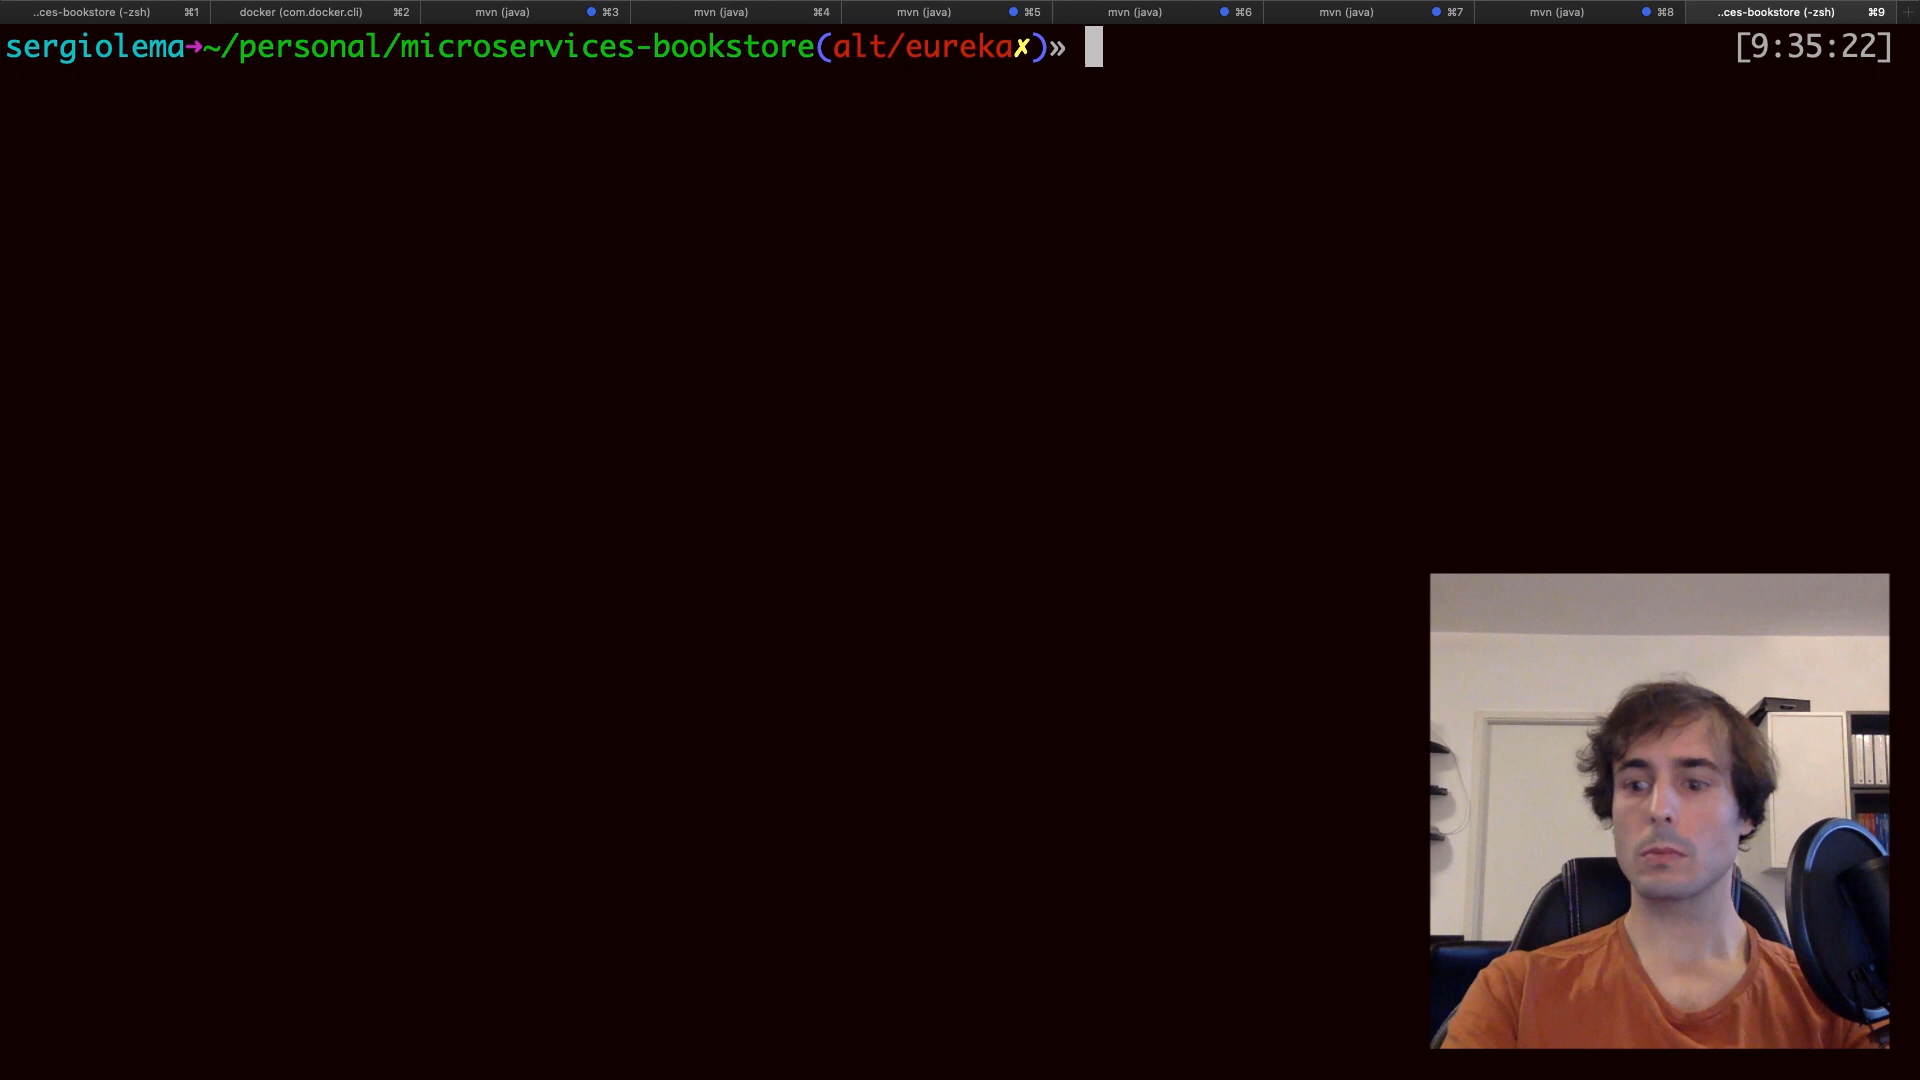 ..ces-bookstore (-zsh) ⌘1 docker (com.docker.cli) ⌘2 mvn (java) ⌘3 mvn (java) ⌘4 mvn (java) ⌘5 mvn (java) ⌘6 mvn (java) ⌘7 mvn (java) ⌘8 ..ces-bookstore (-zsh) ⌘9
sergiolema➜~/personal/microservices-bookstore(alt/eureka✗)» [9:35:22]